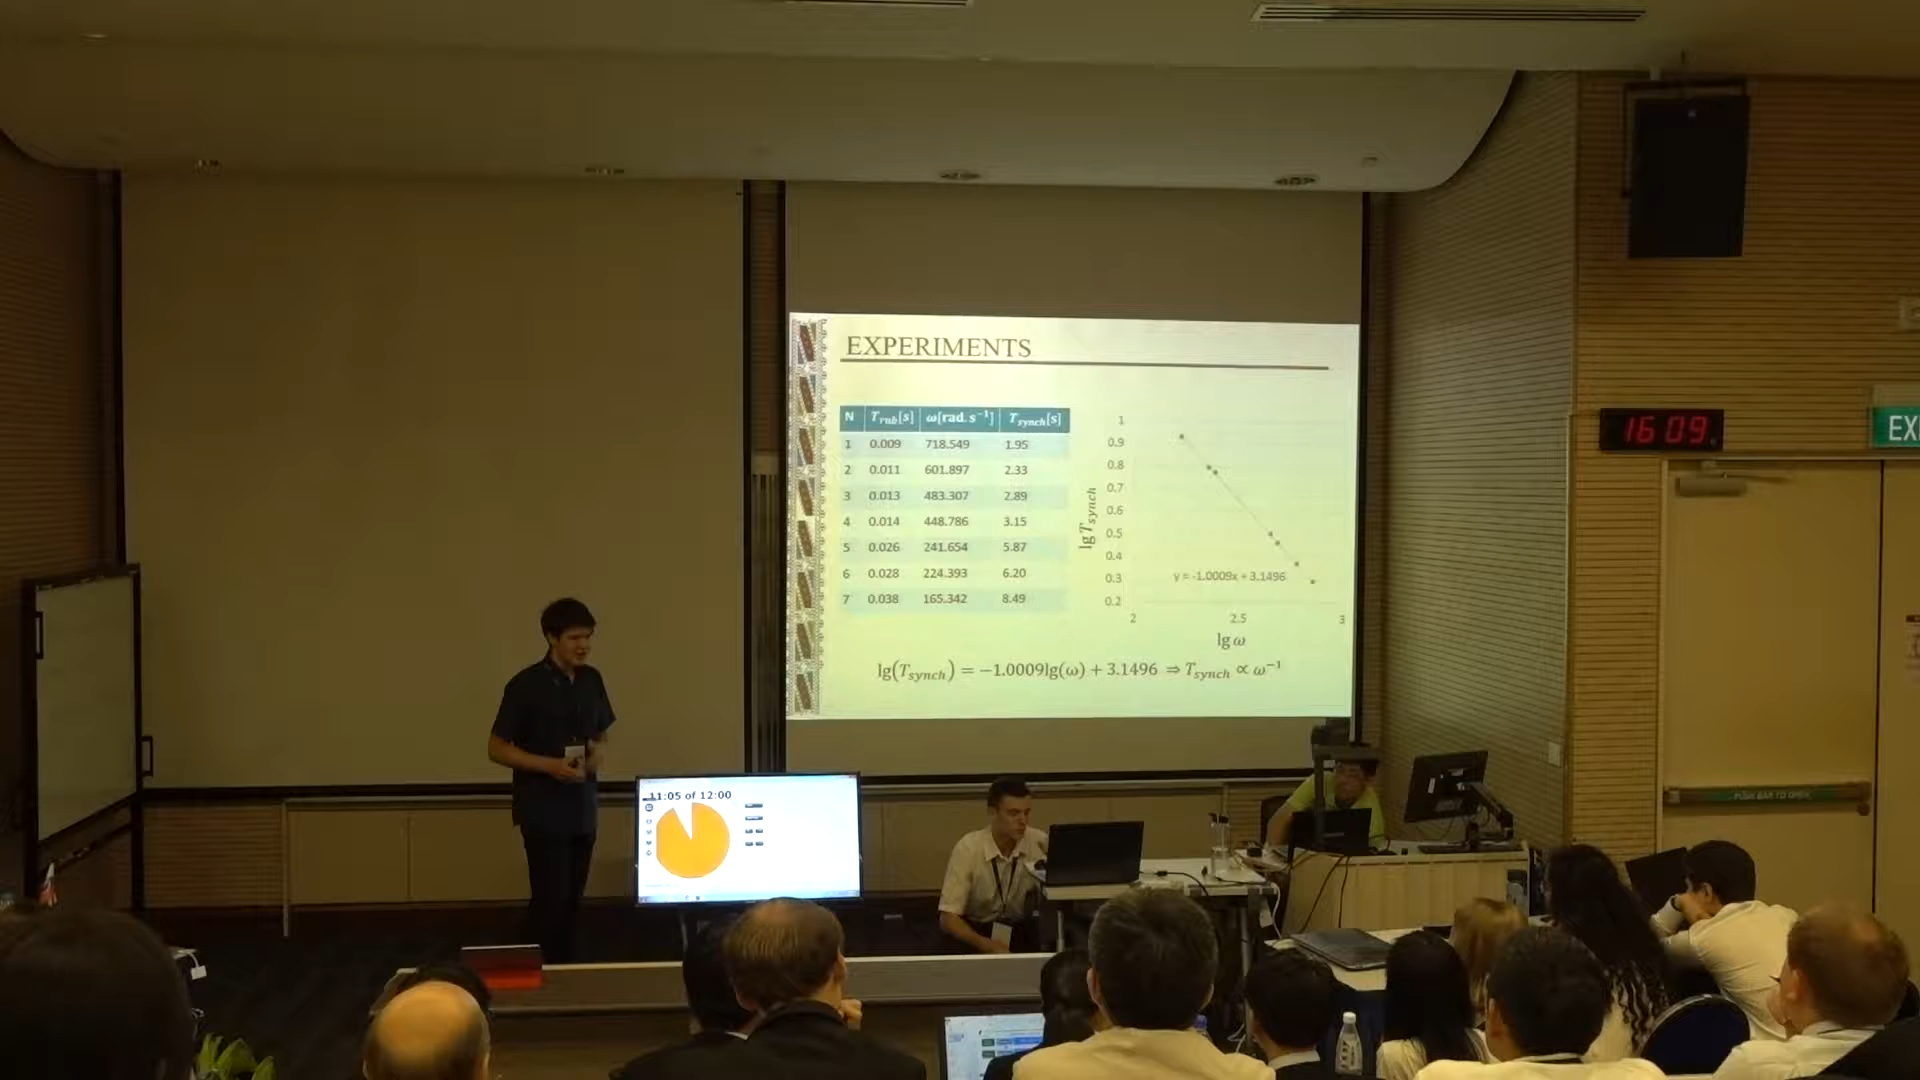 EXPERIMENTS
N T_rub[s] ω[rad.s⁻¹] T_synch[s]
1 0.009 718.549 1.95
2 0.011 601.897 2.33
3 0.013 483.307 2.89
4 0.014 448.786 3.15
5 0.026 241.654 5.87
6 0.028 224.393 6.20
7 0.038 165.342 8.49
1
0.9
0.8
0.7
0.6
0.5
0.4
0.3
0.2
lg T_synch
y = -1.0009x + 3.1496
2 2.5 3
lg ω
lg(T_synch) = −1.0009lg(ω) + 3.1496 ⇒ T_synch ∝ ω⁻¹
16 09
EXI
PUSH BAR TO OPEN
11:05 of 12:00